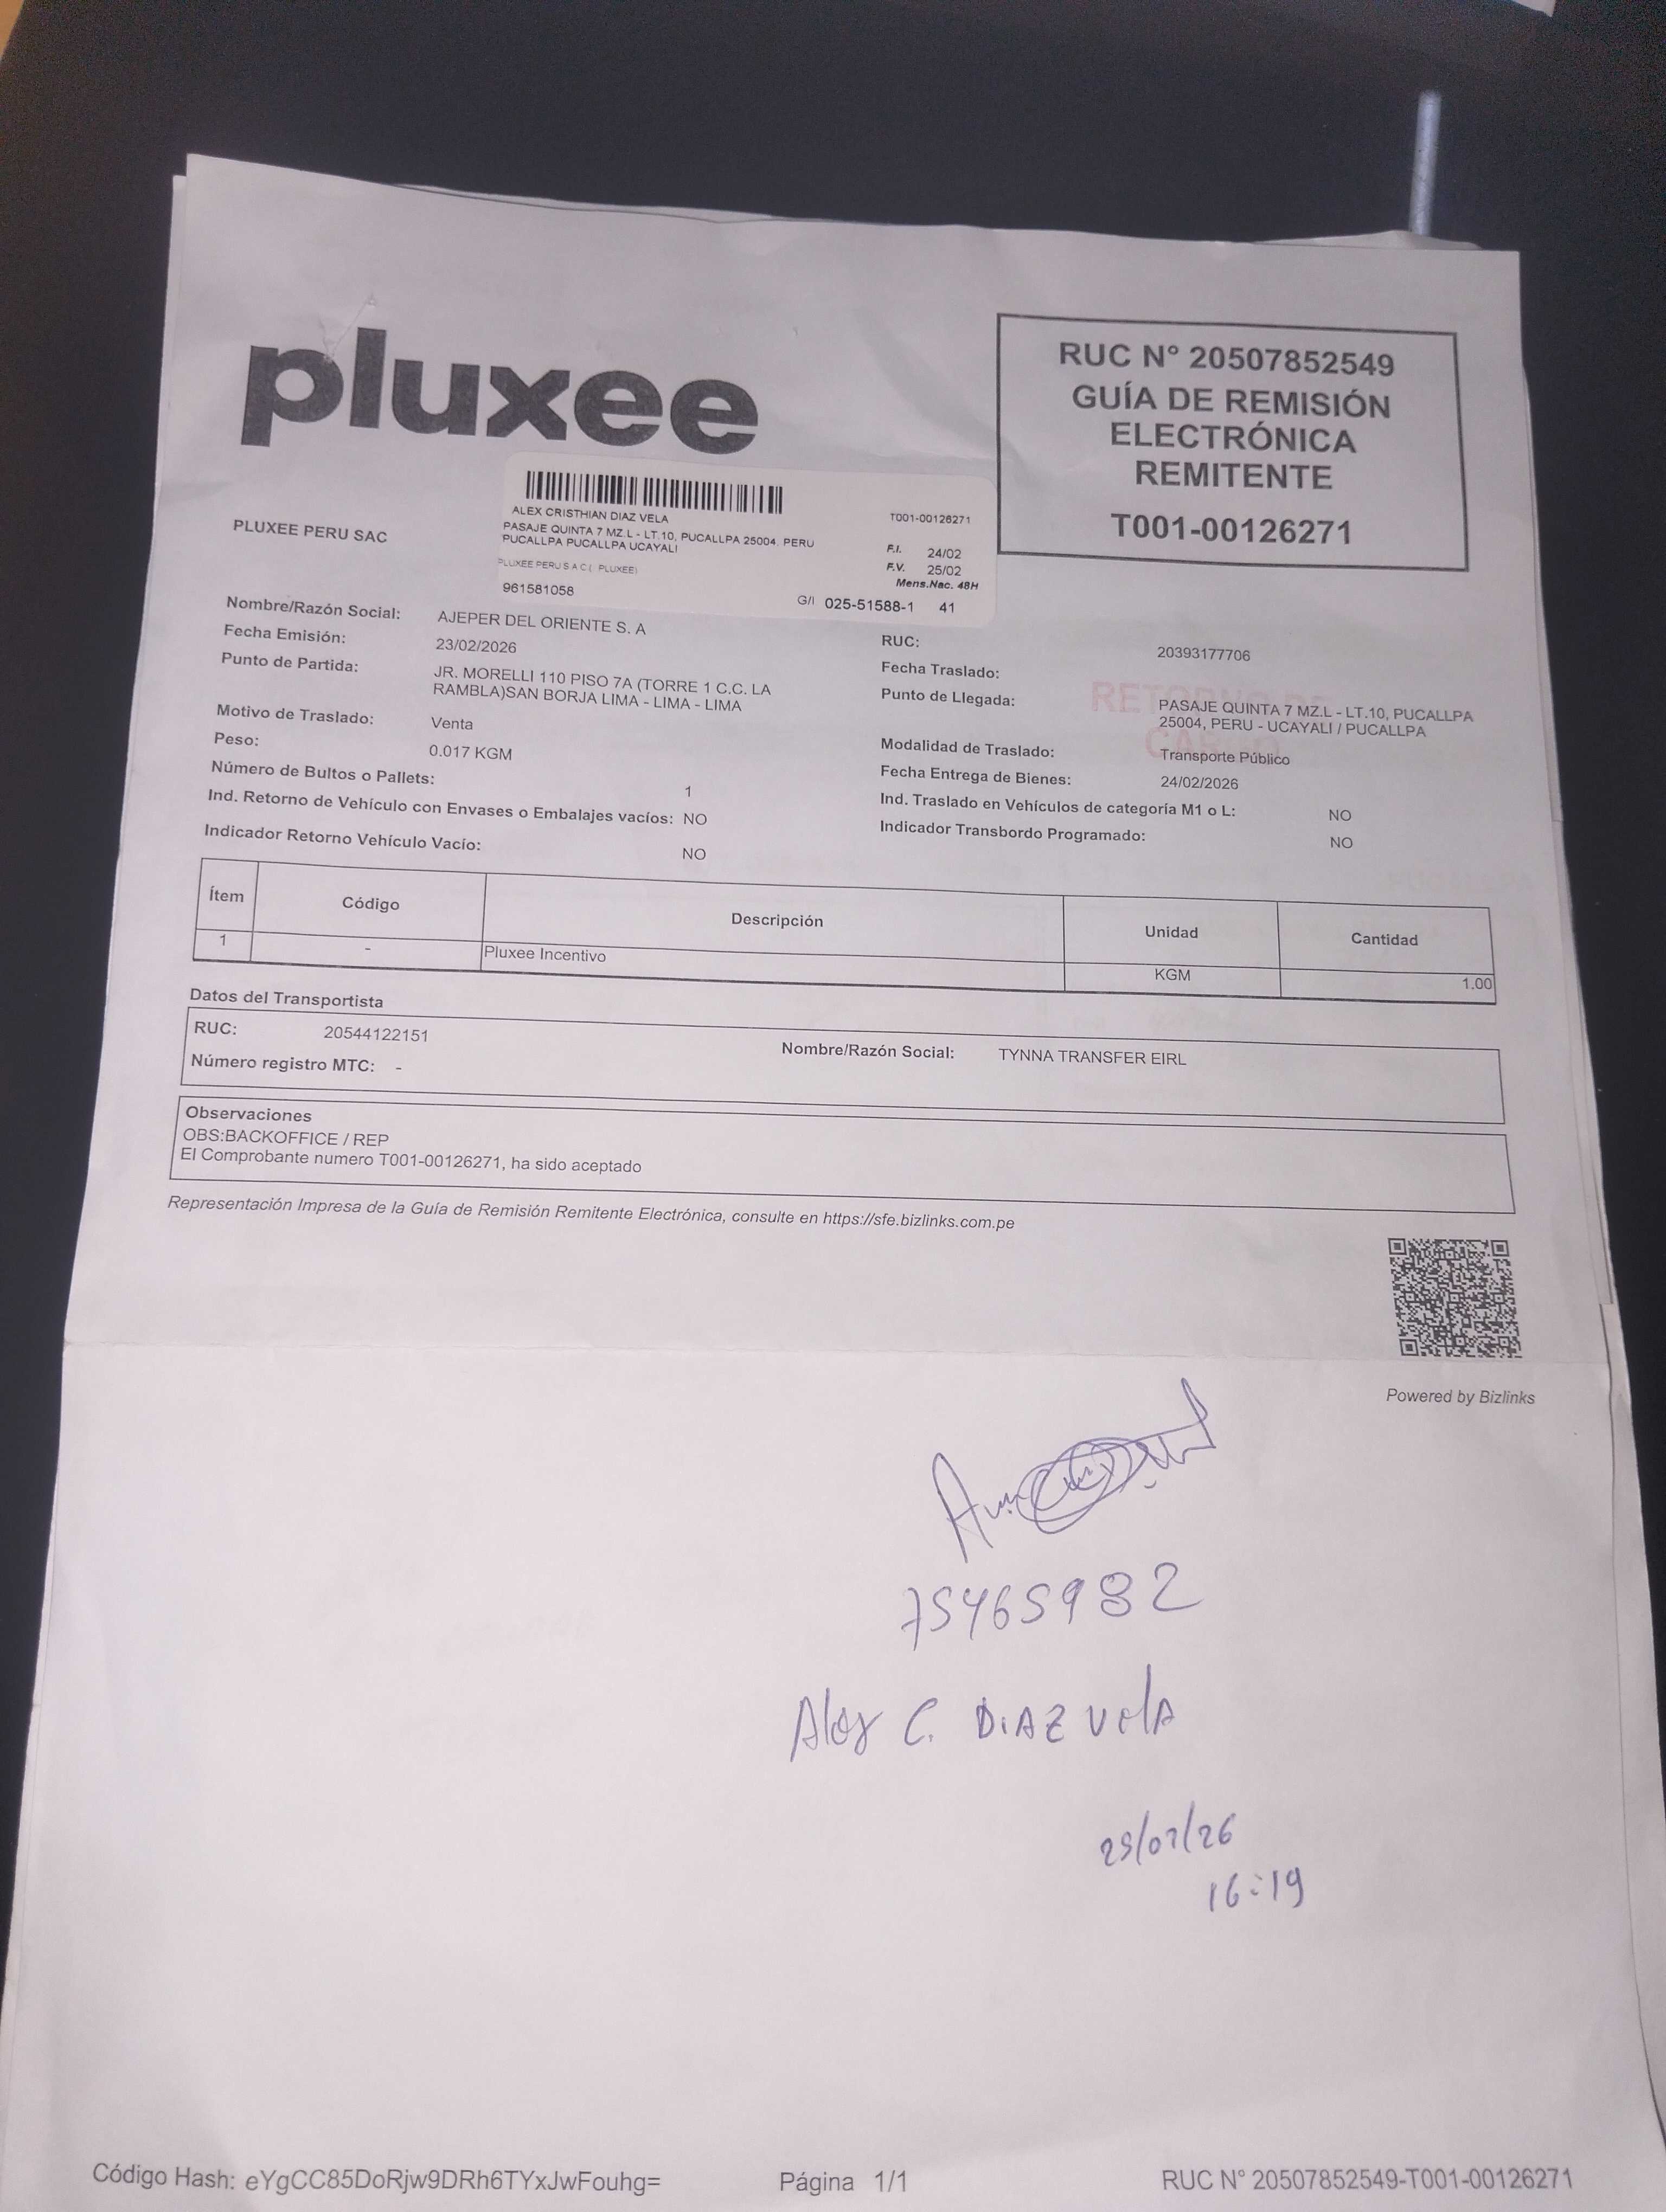 pluxee
RUC N° 20507852549
GUÍA DE REMISIÓN
ELECTRÓNICA
REMITENTE
T001-00126271
PLUXEE PERU SAC
ALEX CRISTHIAN DIAZ VELA T001-00126271
PASAJE QUINTA 7 MZ.L - LT.10, PUCALLPA 25004, PERU
PUCALLPA PUCALLPA UCAYALI
F.I. 24/02
F.V. 25/02
PLUXEE PERU S A C ( PLUXEE)
Mens.Nac. 48H
961581058
G/I 025-51588-1 41
Nombre/Razón Social: AJEPER DEL ORIENTE S. A
RUC: 20393177706
Fecha Emisión: 23/02/2026
Fecha Traslado:
Punto de Partida: JR. MORELLI 110 PISO 7A (TORRE 1 C.C. LA
RAMBLA)SAN BORJA LIMA - LIMA - LIMA
Punto de Llegada: PASAJE QUINTA 7 MZ.L - LT.10, PUCALLPA
25004, PERU - UCAYALI / PUCALLPA
RETORNO DE
CARGO
Motivo de Traslado: Venta
Modalidad de Traslado: Transporte Público
Peso: 0.017 KGM
Fecha Entrega de Bienes: 24/02/2026
Número de Bultos o Pallets: 1
Ind. Traslado en Vehículos de categoría M1 o L: NO
Ind. Retorno de Vehículo con Envases o Embalajes vacíos: NO
Indicador Transbordo Programado: NO
Indicador Retorno Vehículo Vacío: NO
Ítem Código Descripción Unidad Cantidad
1 - Pluxee Incentivo KGM 1.00
Datos del Transportista
RUC: 20544122151 Nombre/Razón Social: TYNNA TRANSFER EIRL
Número registro MTC: -
Observaciones
OBS:BACKOFFICE / REP
El Comprobante numero T001-00126271, ha sido aceptado
Representación Impresa de la Guía de Remisión Remitente Electrónica, consulte en https://sfe.bizlinks.com.pe
Powered by Bizlinks
75465982
Alex C. DiAZ VelA
16:19
Código Hash: eYgCC85DoRjw9DRh6TYxJwFouhg= Página 1/1 RUC N° 20507852549-T001-00126271